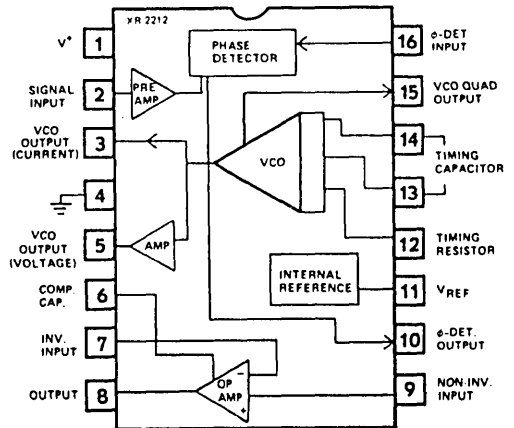 XR 2212
V+
1
SIGNAL
INPUT
2
VCO
OUTPUT
(CURRENT)
3
4
VCO
OUTPUT
(VOLTAGE)
5
COMP.
CAP.
6
INV.
INPUT
7
OUTPUT
8
PHASE
DETECTOR
PRE
AMP
VCO
AMP
INTERNAL
REFERENCE
OP
AMP
−
+
16
φ-DET
INPUT
15
VCO QUAD
OUTPUT
14
TIMING
CAPACITOR
13
12
TIMING
RESISTOR
11
VREF
10
φ-DET.
OUTPUT
9
NON-INV.
INPUT